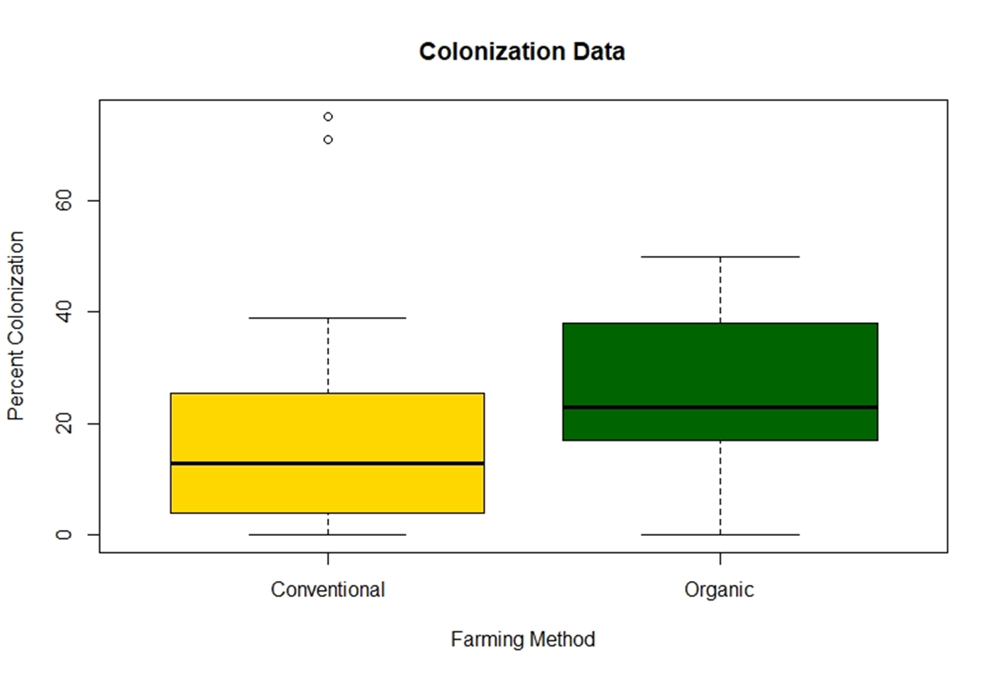 Colonization Data
Percent Colonization
60
40
20
0
Conventional Organic
Farming Method